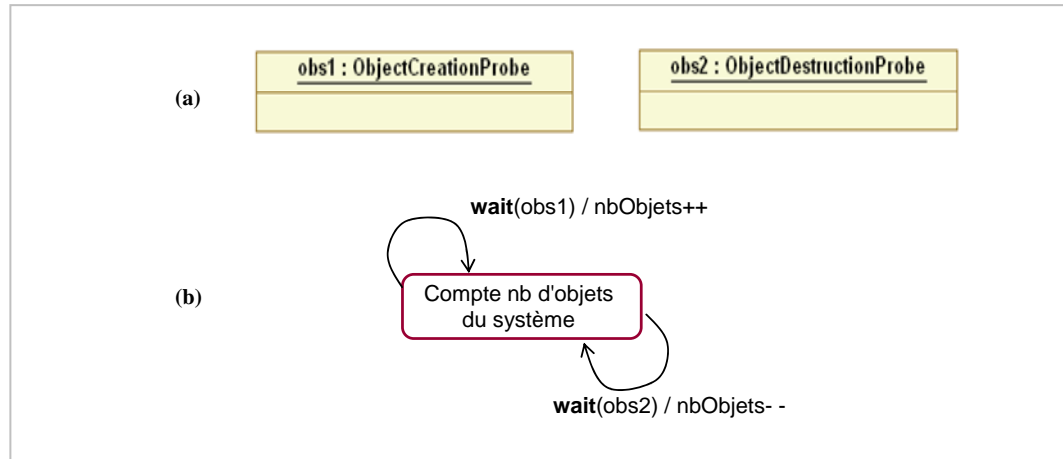 obs1 : ObjectCreationProbe
obs2 : ObjectDestructionProbe
(a)
wait(obs1) / nbObjets++
(b)
Compte nb d'objets
du système
wait(obs2) / nbObjets- -